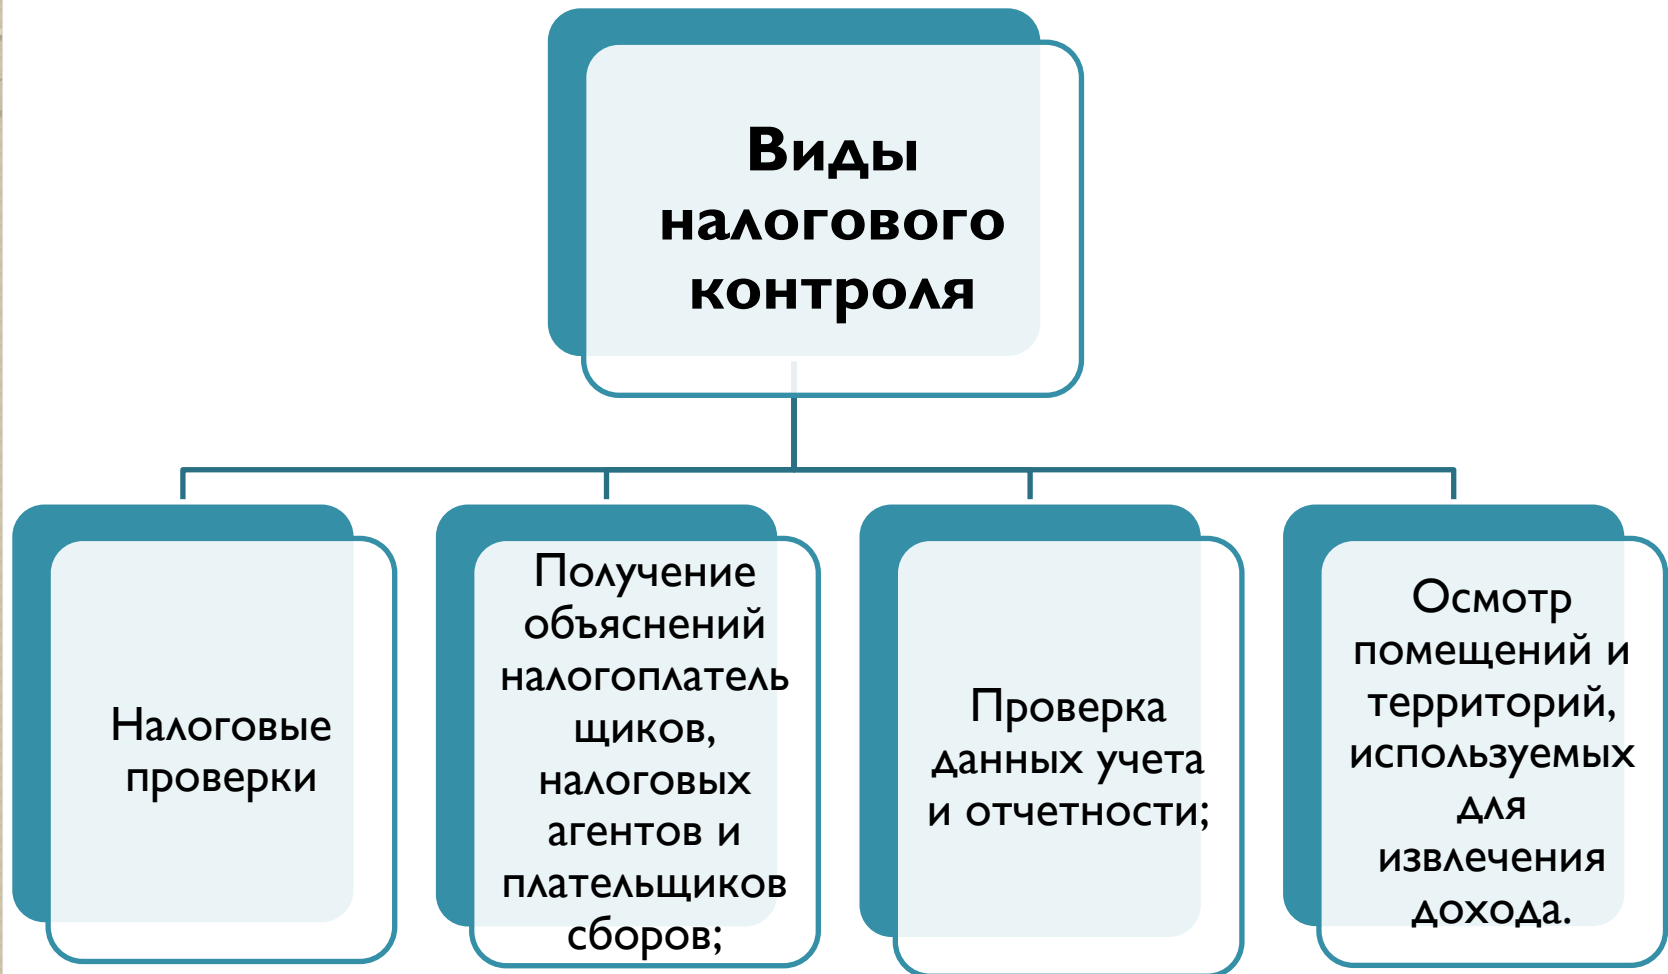 Виды
налогового
контроля
Налоговые
проверки
Получение
объяснений
налогоплатель
щиков,
налоговых
агентов и
плательщиков
сборов;
Проверка
данных учета
и отчетности;
Осмотр
помещений и
территорий,
используемых
для
извлечения
дохода.